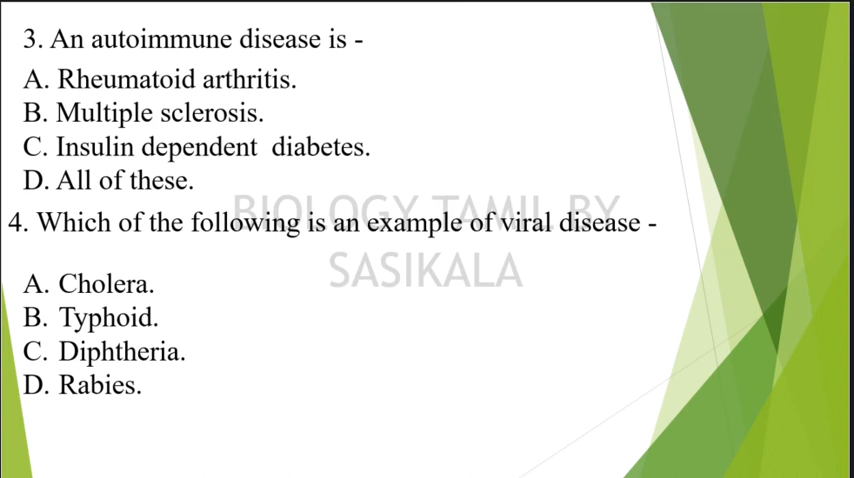 3. An autoimmune disease is -
A. Rheumatoid arthritis.
B. Multiple sclerosis.
C. Insulin dependent  diabetes.
D. All of these.
BIOLOGY TAMIL BY
4. Which of the following is an example of viral disease -
SASIKALA
A. Cholera.
B. Typhoid.
C. Diphtheria.
D. Rabies.